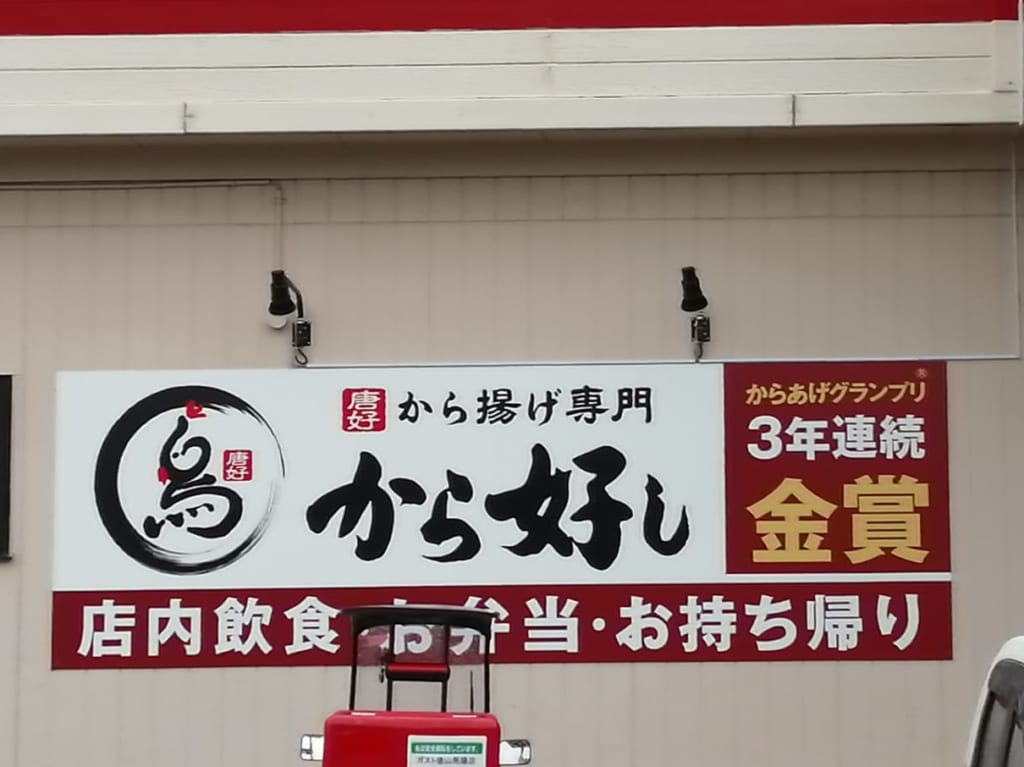 鳥
唐好
唐好 から揚げ専門
から好し
からあげグランプリ®
3年連続
金賞
店内飲食・お弁当・お持ち帰り